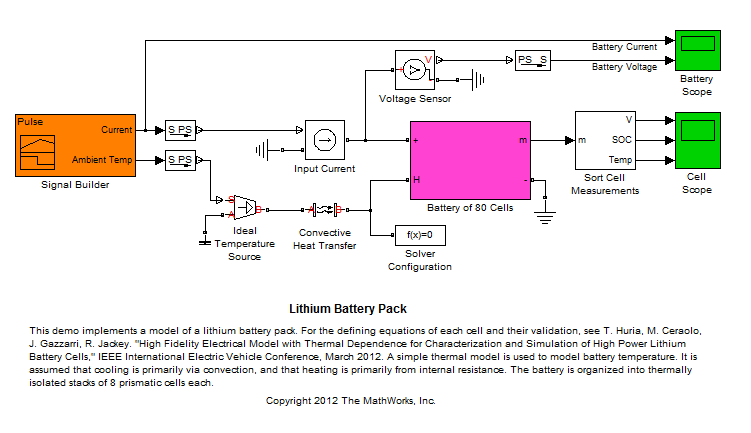 Battery Current
Battery Voltage
Battery
Scope
V
PS S
Voltage Sensor
Pulse
Current
Ambient Temp
Signal Builder
S PS
S PS
Input Current
+
m
H
-
Battery of 80 Cells
m
V
SOC
Temp
Sort Cell
Measurements
Cell
Scope
S
A
B
Ideal
Temperature
Source
A
B
Convective
Heat Transfer
f(x)=0
Solver
Configuration
Lithium Battery Pack
This demo implements a model of a lithium battery pack. For the defining equations of each cell and their validation, see T. Huria, M. Ceraolo,
J. Gazzarri, R. Jackey. "High Fidelity Electrical Model with Thermal Dependence for Characterization and Simulation of High Power Lithium
Battery Cells," IEEE International Electric Vehicle Conference, March 2012. A simple thermal model is used to model battery temperature. It is
assumed that cooling is primarily via convection, and that heating is primarily from internal resistance. The battery is organized into thermally
isolated stacks of 8 prismatic cells each.
Copyright 2012 The MathWorks, Inc.